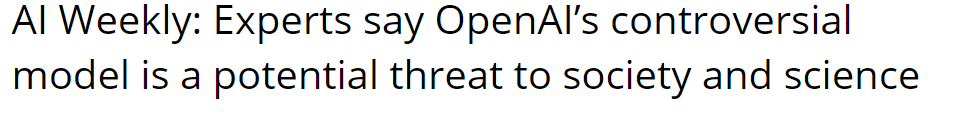 AI Weekly: Experts say OpenAI’s controversial
model is a potential threat to society and science